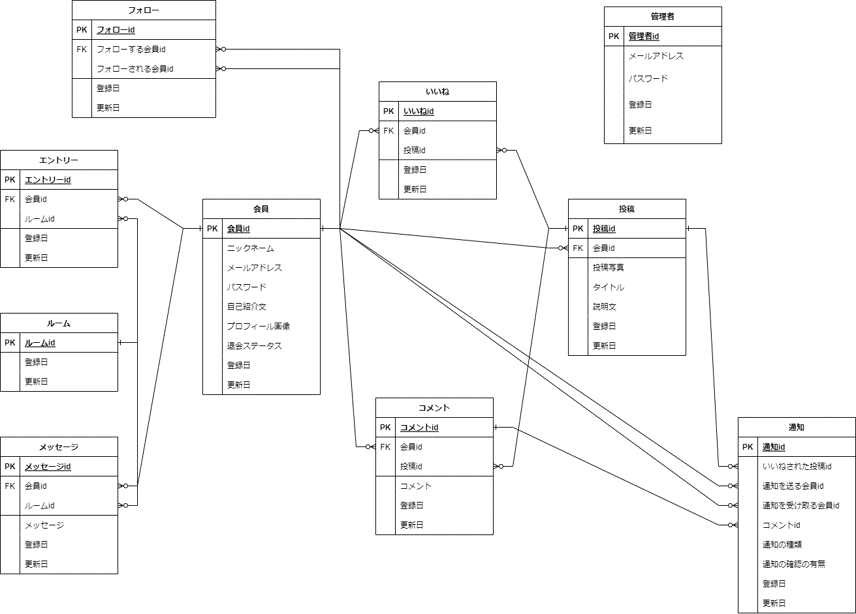 フォロー
PK フォローid
FK フォローする会員id
フォローされる会員id
登録日
更新日
管理者
PK 管理者id
メールアドレス
パスワード
登録日
更新日
いいね
PK いいねid
FK 会員id
投稿id
登録日
更新日
エントリー
PK エントリーid
FK 会員id
ルームid
登録日
更新日
会員
PK 会員id
ニックネーム
メールアドレス
パスワード
自己紹介文
プロフィール画像
退会ステータス
登録日
更新日
投稿
PK 投稿id
FK 会員id
投稿写真
タイトル
説明文
登録日
更新日
ルーム
PK ルームid
登録日
更新日
コメント
PK コメントid
FK 会員id
投稿id
コメント
登録日
更新日
メッセージ
PK メッセージid
FK 会員id
ルームid
メッセージ
登録日
更新日
通知
PK 通知id
いいねされた投稿id
通知を送る会員id
通知を受け取る会員id
コメントid
通知の種類
通知の確認の有無
登録日
更新日